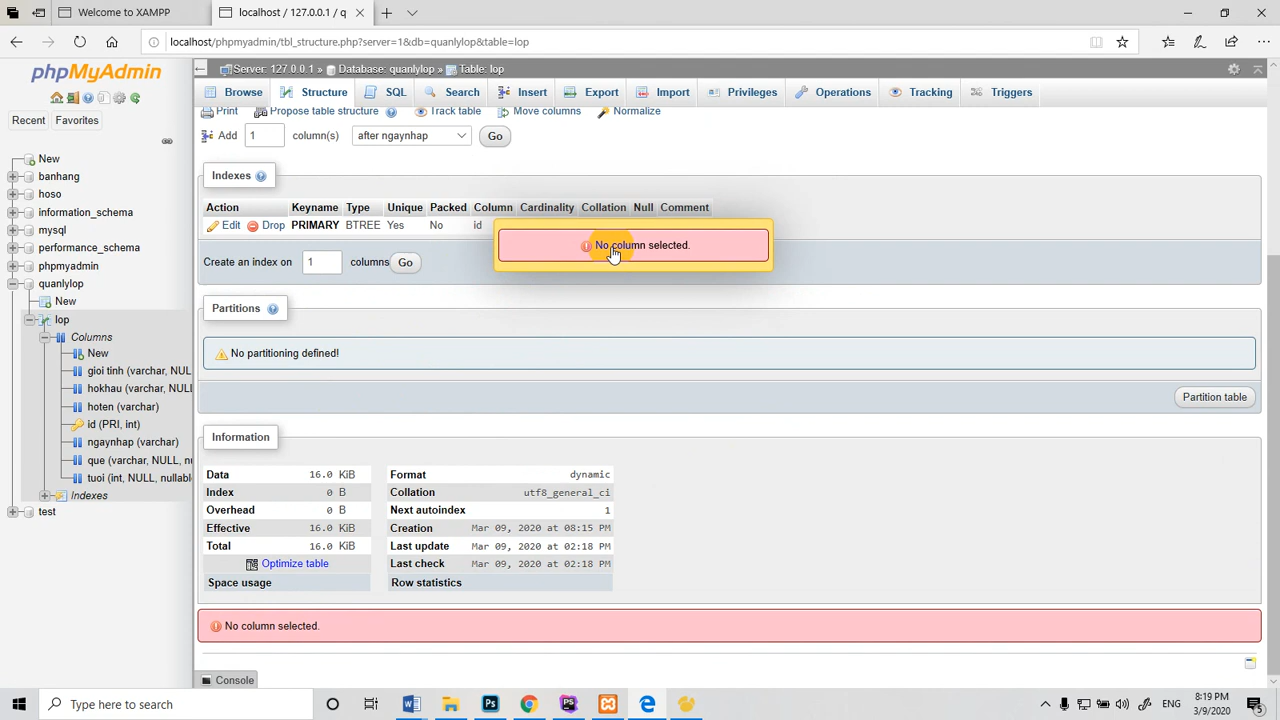 Welcome to XAMPP
localhost / 127.0.0.1 / q
localhost/phpmyadmin/tbl_structure.php?server=1&db=quanlylop&table=lop
phpMyAdmin
Server: 127.0.0.1 » Database: quanlylop » Table: lop
Browse Structure SQL Search Insert Export Import Privileges Operations Tracking Triggers
Print Propose table structure Track table Move columns Normalize
Recent Favorites
Add 1 column(s) after ngaynhap Go
New
banhang
hoso
information_schema
mysql
performance_schema
phpmyadmin
quanlylop
New
lop
Columns
New
gioi tinh (varchar, NULL
hokhau (varchar, NULL
hoten (varchar)
id (PRI, int)
ngaynhap (varchar)
que (varchar, NULL, nu
tuoi (int, NULL, nullable
Indexes
test
Indexes
Action Keyname Type Unique Packed Column Cardinality Collation Null Comment
Edit Drop PRIMARY BTREE Yes No id
No column selected.
Create an index on 1 columns Go
Partitions
No partitioning defined!
Partition table
Information
Data 16.0 KiB
Index 0 B
Overhead 0 B
Effective 16.0 KiB
Total 16.0 KiB
Optimize table
Space usage
Format dynamic
Collation utf8_general_ci
Next autoindex 1
Creation Mar 09, 2020 at 08:15 PM
Last update Mar 09, 2020 at 02:18 PM
Last check Mar 09, 2020 at 02:18 PM
Row statistics
No column selected.
Console
Type here to search
ENG
8:19 PM
3/9/2020
5